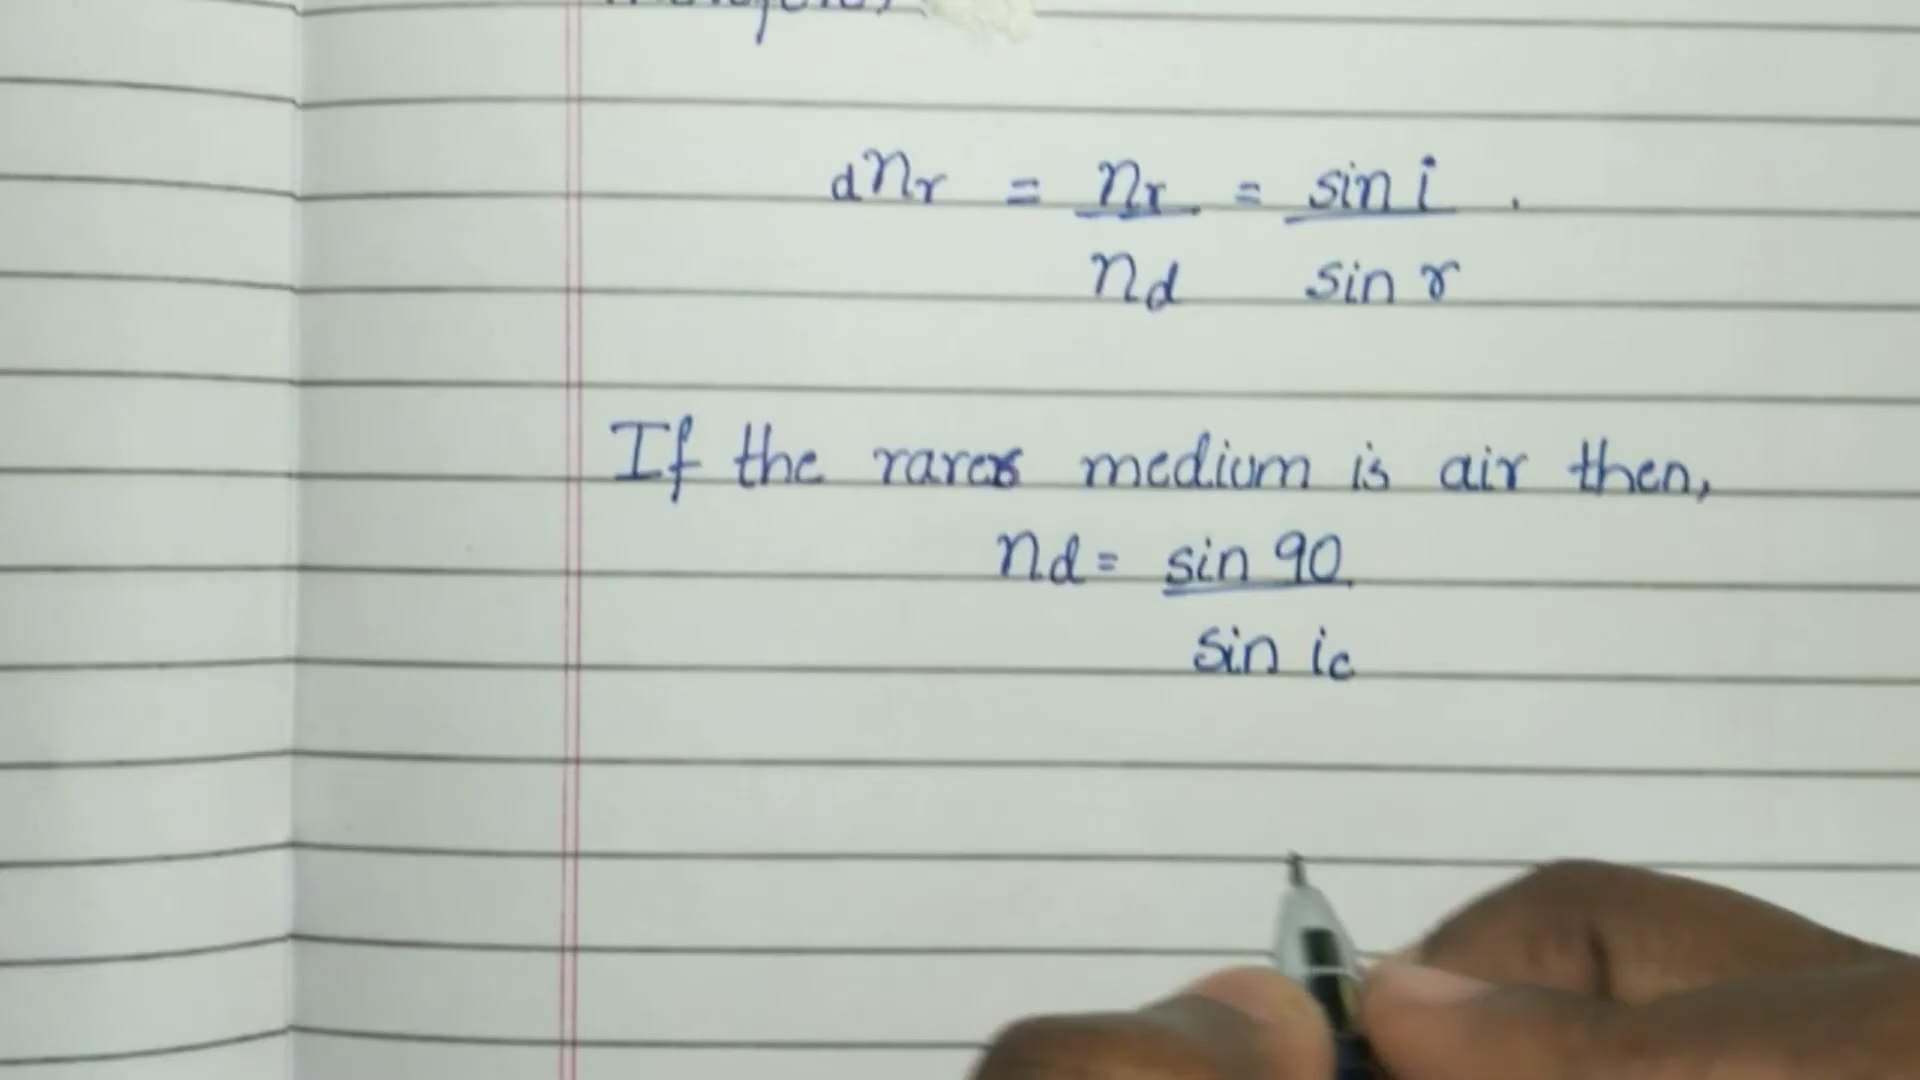 dnr = nr = sin i .
nd sin r
If the rarer medium is air then,
nd = sin 90
sin ic